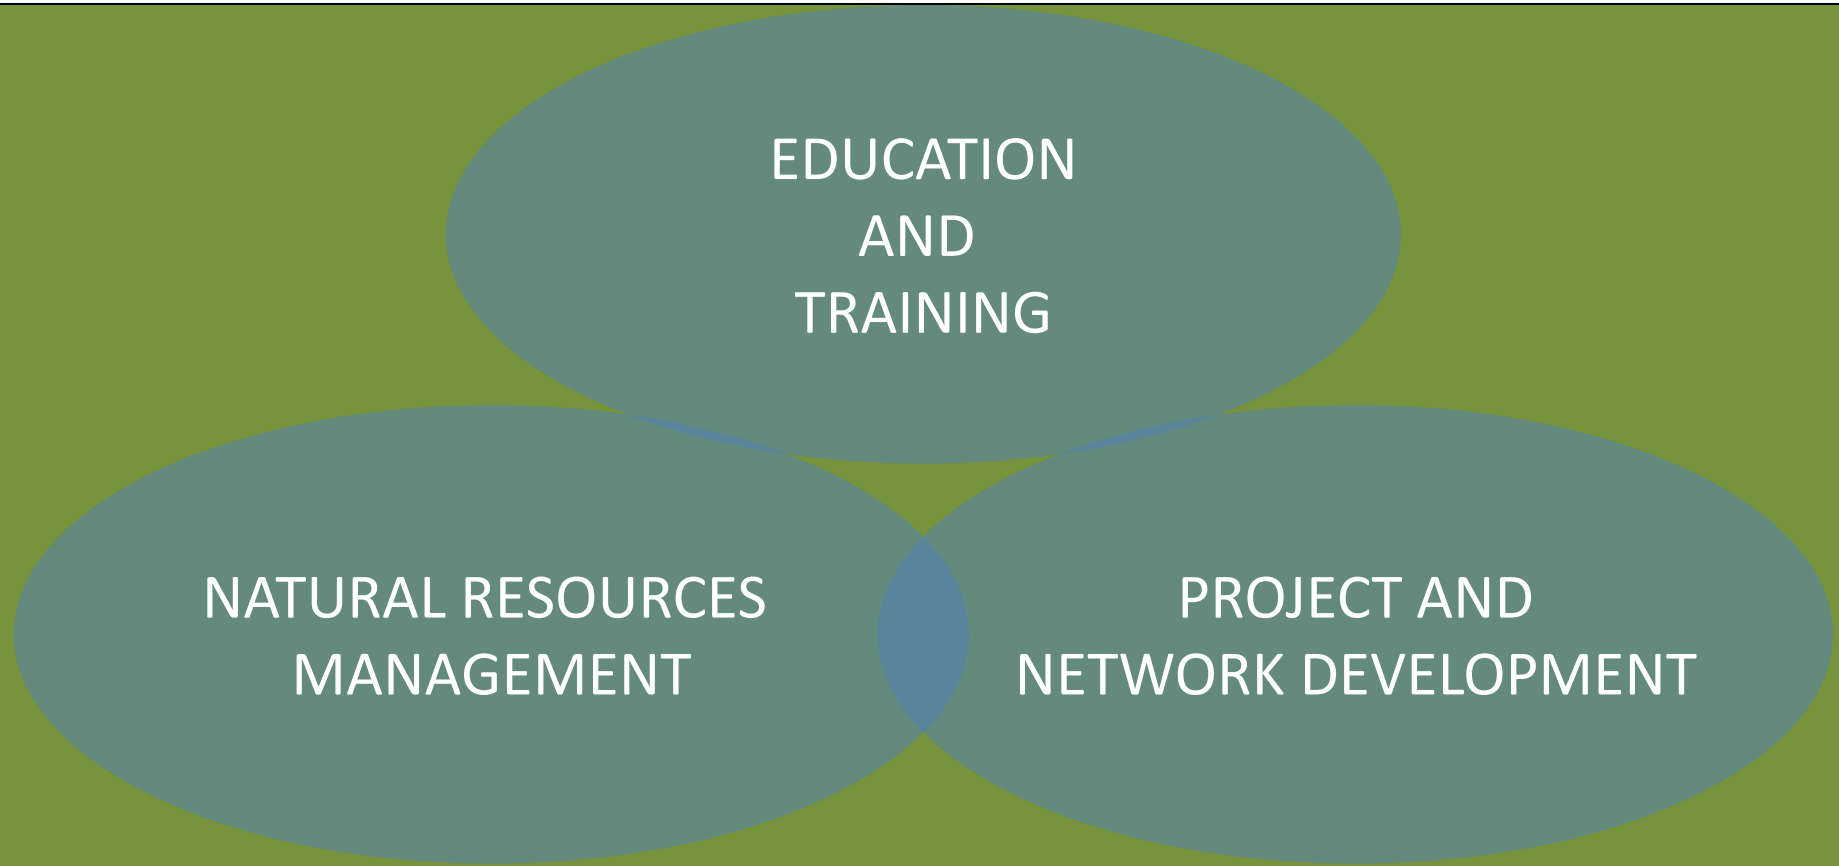 EDUCATION
AND
TRAINING
NATURAL RESOURCES
MANAGEMENT
PROJECT AND
NETWORK DEVELOPMENT